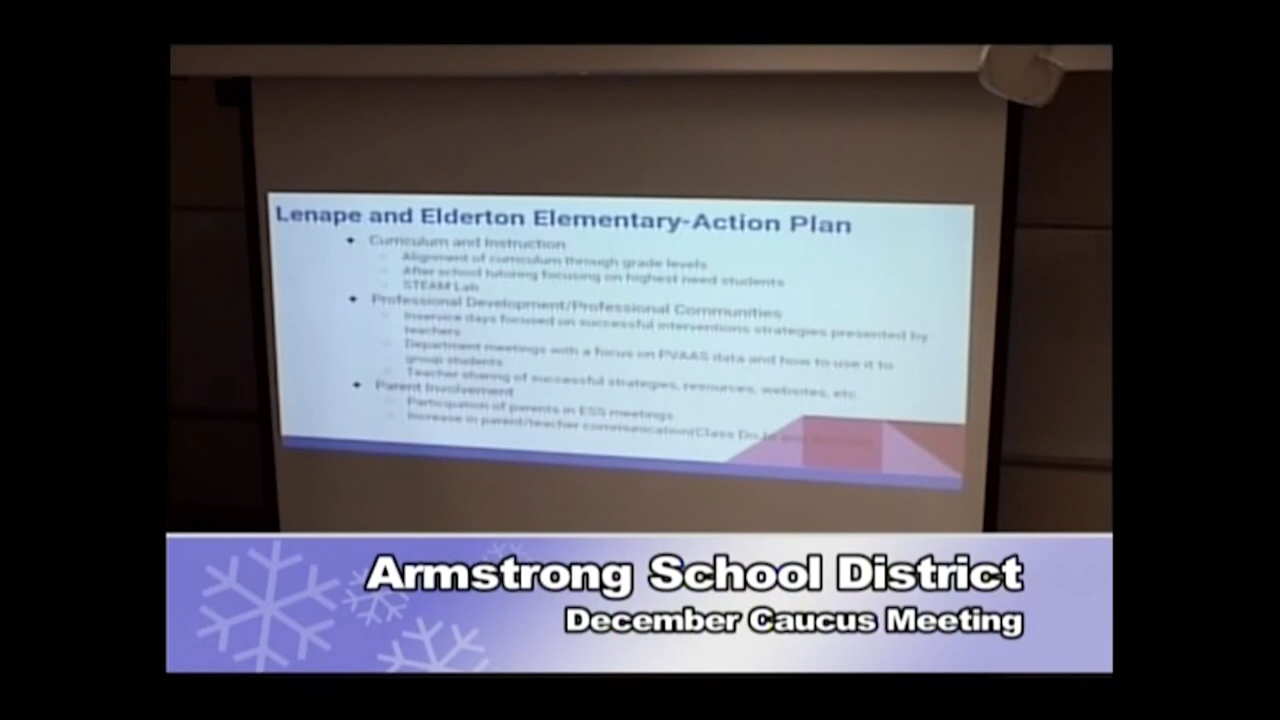 Lenape and Elderton Elementary-Action Plan
Curriculum and Instruction
Alignment of curriculum through grade levels
After school tutoring focusing on highest need students
STEAM Lab
Professional Development/Professional Communities
Inservice days focused on successful interventions strategies presented by
teachers
Department meetings with a focus on PVAAS data and how to use it to
group students
Teacher sharing of successful strategies, resources, websites, etc
Parent Involvement
Participation of parents in ESS meetings
Increase in parent/teacher communication(Class Dojo and
Armstrong School District
December Caucus Meeting